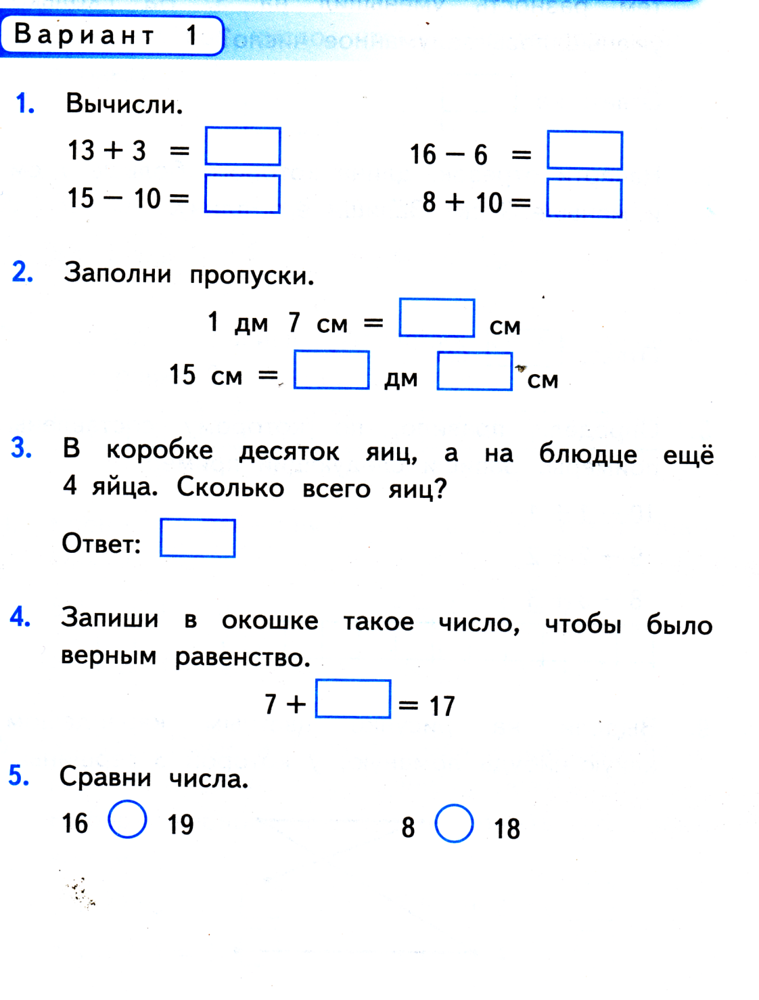 Вариант 1
1. Вычисли.
13 + 3 = 16 − 6 =
15 − 10 = 8 + 10 =
2. Заполни пропуски.
1 дм 7 см = см
15 см = дм см
3. В коробке десяток яиц, а на блюдце ещё
4 яйца. Сколько всего яиц?
Ответ:
4. Запиши в окошке такое число, чтобы было
верным равенство.
7 + = 17
5. Сравни числа.
16 19 8 18